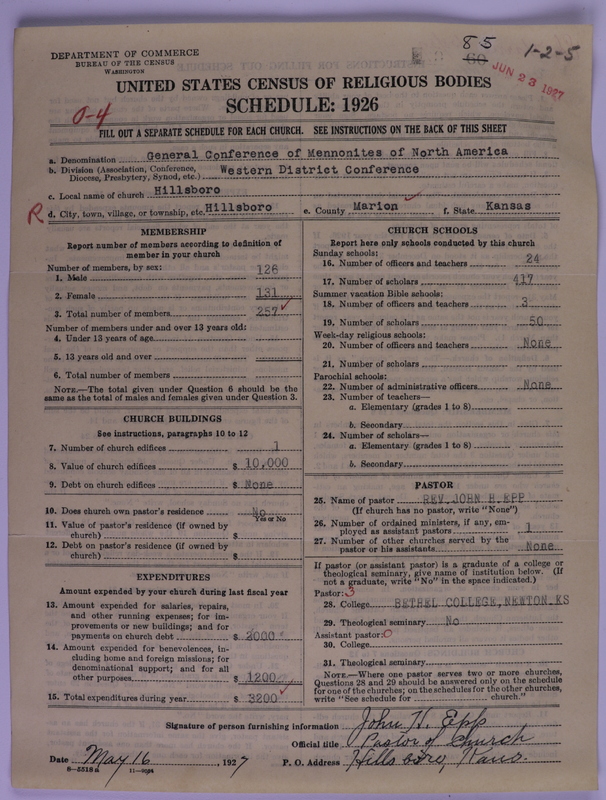 DEPARTMENT OF COMMERCE
BUREAU OF THE CENSUS
WASHINGTON
85
60
1-2-5
JUN 23 1927
UNITED STATES CENSUS OF RELIGIOUS BODIES
SCHEDULE: 1926
0-4
FILL OUT A SEPARATE SCHEDULE FOR EACH CHURCH. SEE INSTRUCTIONS ON THE BACK OF THIS SHEET
a. Denomination General Conference of Mennonites of North America
b. Division (Association, Conference, Diocese, Presbytery, Synod, etc.) Western District Conference
c. Local name of church Hillsboro
R d. City, town, village, or township, etc. Hillsboro e. County Marion f. State Kansas
MEMBERSHIP
Report number of members according to definition of member in your church
Number of members, by sex:
1. Male 126
2. Female 131
3. Total number of members 257
Number of members under and over 13 years old:
4. Under 13 years of age
5. 13 years old and over
6. Total number of members
NOTE.—The total given under Question 6 should be the same as the total of males and females given under Question 3.
CHURCH BUILDINGS
See instructions, paragraphs 10 to 12
7. Number of church edifices 1
8. Value of church edifices $ 10,000
9. Debt on church edifices $ None
10. Does church own pastor's residence No
Yes or No
11. Value of pastor's residence (if owned by church) $
12. Debt on pastor's residence (if owned by church) $
EXPENDITURES
Amount expended by your church during last fiscal year
13. Amount expended for salaries, repairs, and other running expenses; for improvements or new buildings; and for payments on church debt $ 2000
14. Amount expended for benevolences, including home and foreign missions; for denominational support; and for all other purposes $ 1200
15. Total expenditures during year $ 3200
CHURCH SCHOOLS
Report here only schools conducted by this church
Sunday schools:
16. Number of officers and teachers 24
17. Number of scholars 417
Summer vacation Bible schools:
18. Number of officers and teachers 3
19. Number of scholars 50
Week-day religious schools:
20. Number of officers and teachers None
21. Number of scholars
Parochial schools:
22. Number of administrative officers None
23. Number of teachers—
a. Elementary (grades 1 to 8)
b. Secondary
24. Number of scholars—
a. Elementary (grades 1 to 8)
b. Secondary
PASTOR
25. Name of pastor REV. JOHN H. EPP
(If church has no pastor, write "None")
26. Number of ordained ministers, if any, employed as assistant pastors 1
27. Number of other churches served by the pastor or his assistants None
If pastor (or assistant pastor) is a graduate of a college or theological seminary, give name of institution below. (If not a graduate, write "No" in the space indicated.)
Pastor: 3
28. College BETHEL COLLEGE, NEWTON, KS
29. Theological seminary No
Assistant pastor: 0
30. College
31. Theological seminary
NOTE.—Where one pastor serves two or more churches, Questions 28 and 29 should be answered only on the schedule for one of the churches; on the schedules for the other churches, write "See schedule for church."
Signature of person furnishing information John H. Epp
Official title Pastor of Church
Date May 16, 1927 P. O. Address Hillsboro, Kans.
8—5518a 11—9094